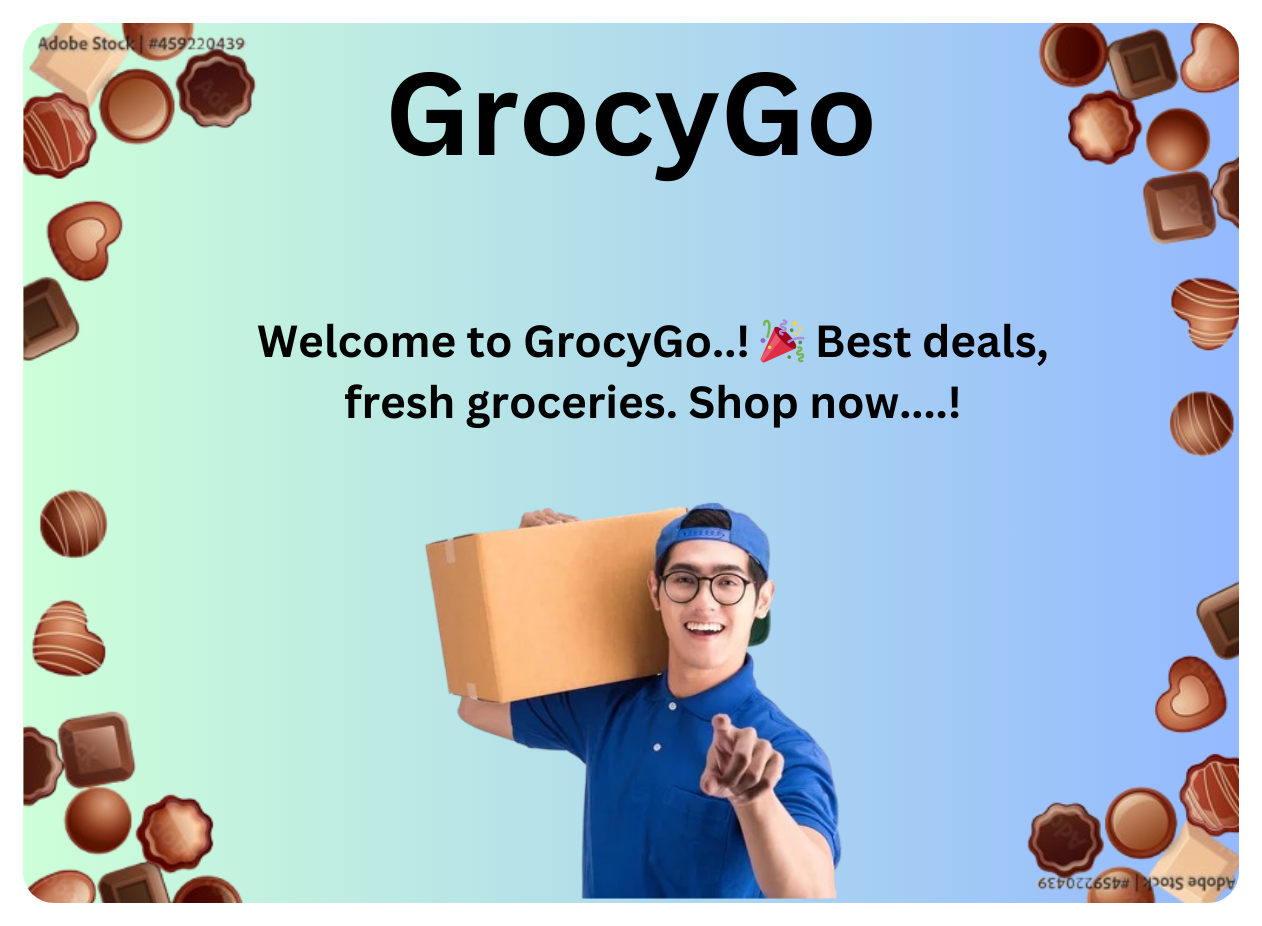 Adobe Stock | #459220439
GrocyGo
Welcome to GrocyGo..! 🎉 Best deals,
fresh groceries. Shop now....!
Adobe Stock | #459220439